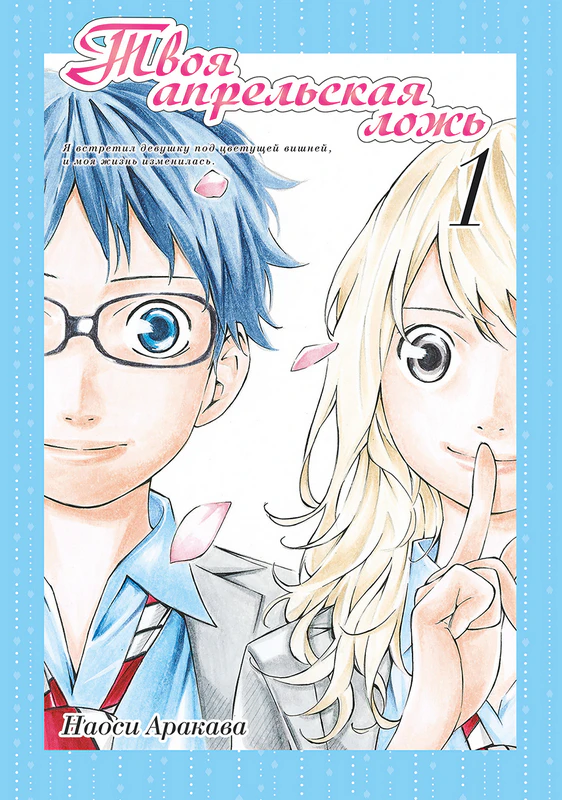 Твоя
апрельская
ложь
Я встретил девушку под цветущей вишней,
и моя жизнь изменилась.
1
Наоси Аракава